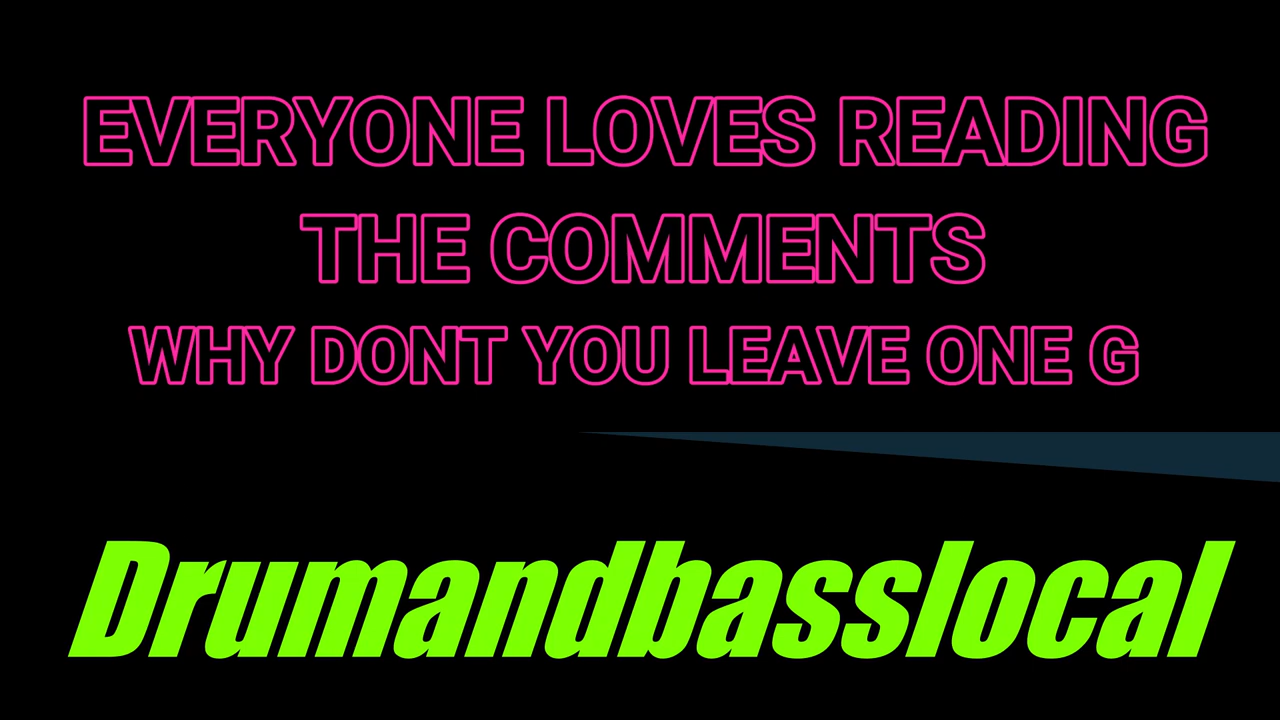 EVERYONE LOVES READING
THE COMMENTS
WHY DONT YOU LEAVE ONE G
Drumandbasslocal